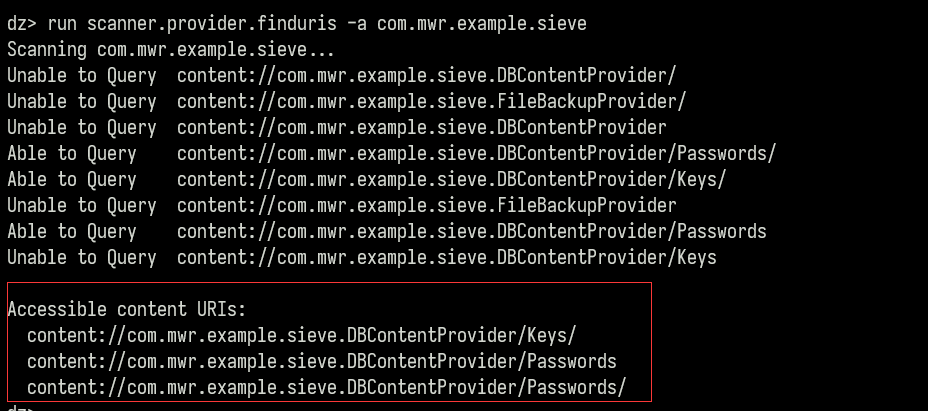 dz> run scanner.provider.finduris -a com.mwr.example.sieve
Scanning com.mwr.example.sieve...
Unable to Query  content://com.mwr.example.sieve.DBContentProvider/
Unable to Query  content://com.mwr.example.sieve.FileBackupProvider/
Unable to Query  content://com.mwr.example.sieve.DBContentProvider
Able to Query    content://com.mwr.example.sieve.DBContentProvider/Passwords/
Able to Query    content://com.mwr.example.sieve.DBContentProvider/Keys/
Unable to Query  content://com.mwr.example.sieve.FileBackupProvider
Able to Query    content://com.mwr.example.sieve.DBContentProvider/Passwords
Unable to Query  content://com.mwr.example.sieve.DBContentProvider/Keys
Accessible content URIs:
  content://com.mwr.example.sieve.DBContentProvider/Keys/
  content://com.mwr.example.sieve.DBContentProvider/Passwords
  content://com.mwr.example.sieve.DBContentProvider/Passwords/
dz>